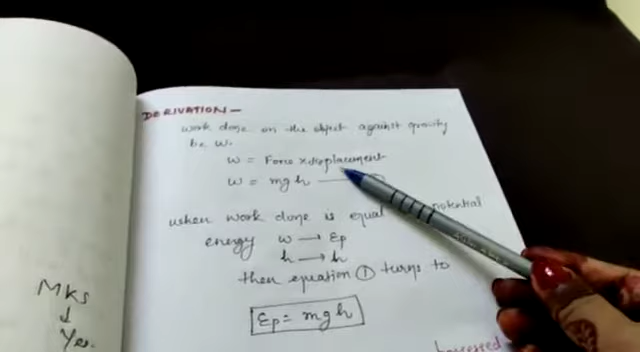 DERIVATION -
work done on the object against gravity
be w.
w = Force x displacement
w = mgh
when work done is equal potential
energy w → Ep
h → h
then equation ① turns to
Ep = mgh
MKS
↓
Yes.